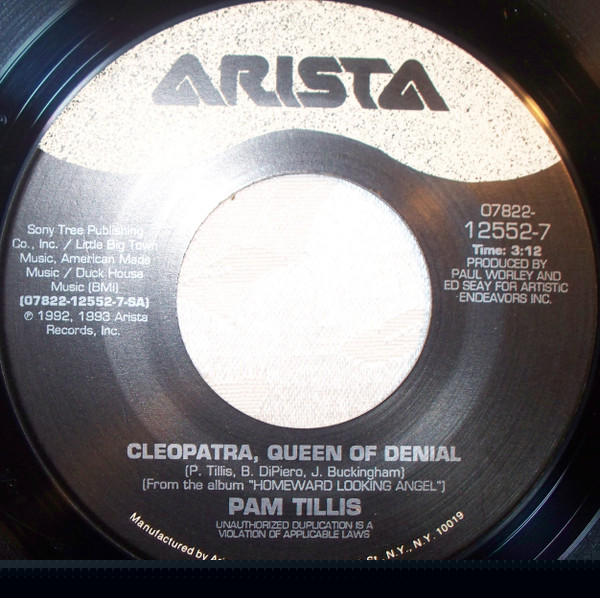 ARISTA
Sony Tree Publishing
Co., Inc. / Little Big Town
Music, American Made
Music / Duck House
Music (BMI)
(07822-12552-7-SA)
℗ 1992, 1993 Arista
Records, Inc.
07822-
12552-7
Time: 3:12
PRODUCED BY
PAUL WORLEY AND
ED SEAY FOR ARTISTIC
ENDEAVORS INC.
CLEOPATRA, QUEEN OF DENIAL
(P. Tillis, B. DiPiero, J. Buckingham)
(From the album "HOMEWARD LOOKING ANGEL")
PAM TILLIS
UNAUTHORIZED DUPLICATION IS A
VIOLATION OF APPLICABLE LAWS
Manufactured by St., N.Y., N.Y. 10019